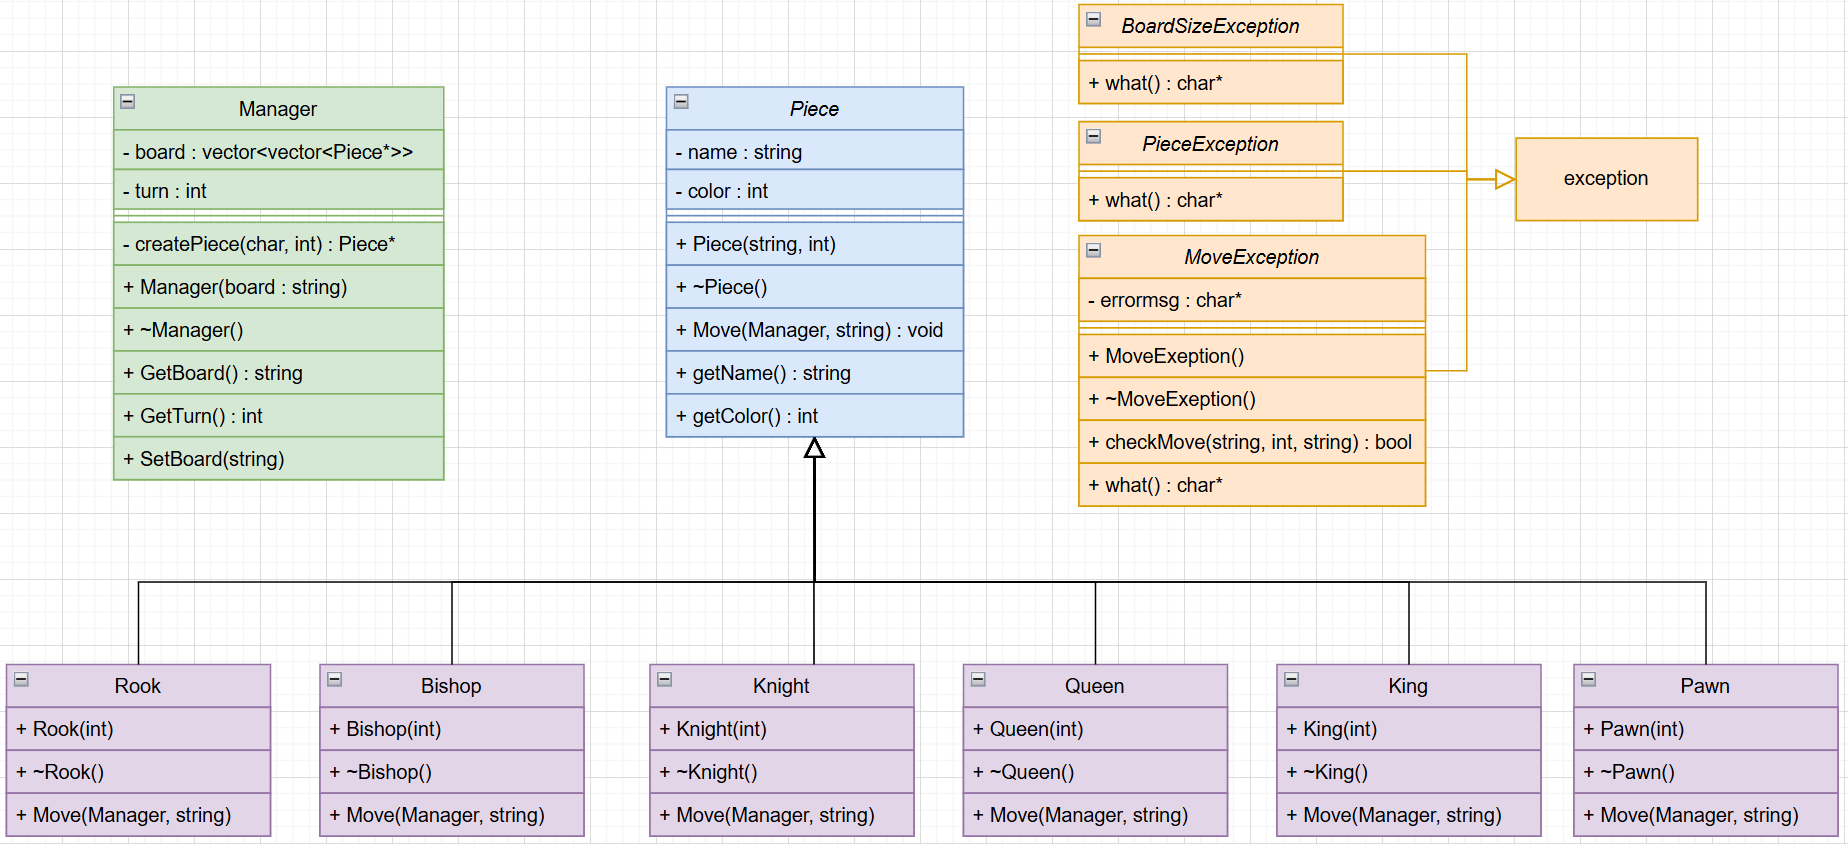 Manager
- board : vector<vector<Piece*>>
- turn : int
- createPiece(char, int) : Piece*
+ Manager(board : string)
+ ~Manager()
+ GetBoard() : string
+ GetTurn() : int
+ SetBoard(string)
Piece
- name : string
- color : int
+ Piece(string, int)
+ ~Piece()
+ Move(Manager, string) : void
+ getName() : string
+ getColor() : int
BoardSizeException
+ what() : char*
PieceException
+ what() : char*
MoveException
- errormsg : char*
+ MoveExeption()
+ ~MoveExeption()
+ checkMove(string, int, string) : bool
+ what() : char*
exception
Rook
+ Rook(int)
+ ~Rook()
+ Move(Manager, string)
Bishop
+ Bishop(int)
+ ~Bishop()
+ Move(Manager, string)
Knight
+ Knight(int)
+ ~Knight()
+ Move(Manager, string)
Queen
+ Queen(int)
+ ~Queen()
+ Move(Manager, string)
King
+ King(int)
+ ~King()
+ Move(Manager, string)
Pawn
+ Pawn(int)
+ ~Pawn()
+ Move(Manager, string)